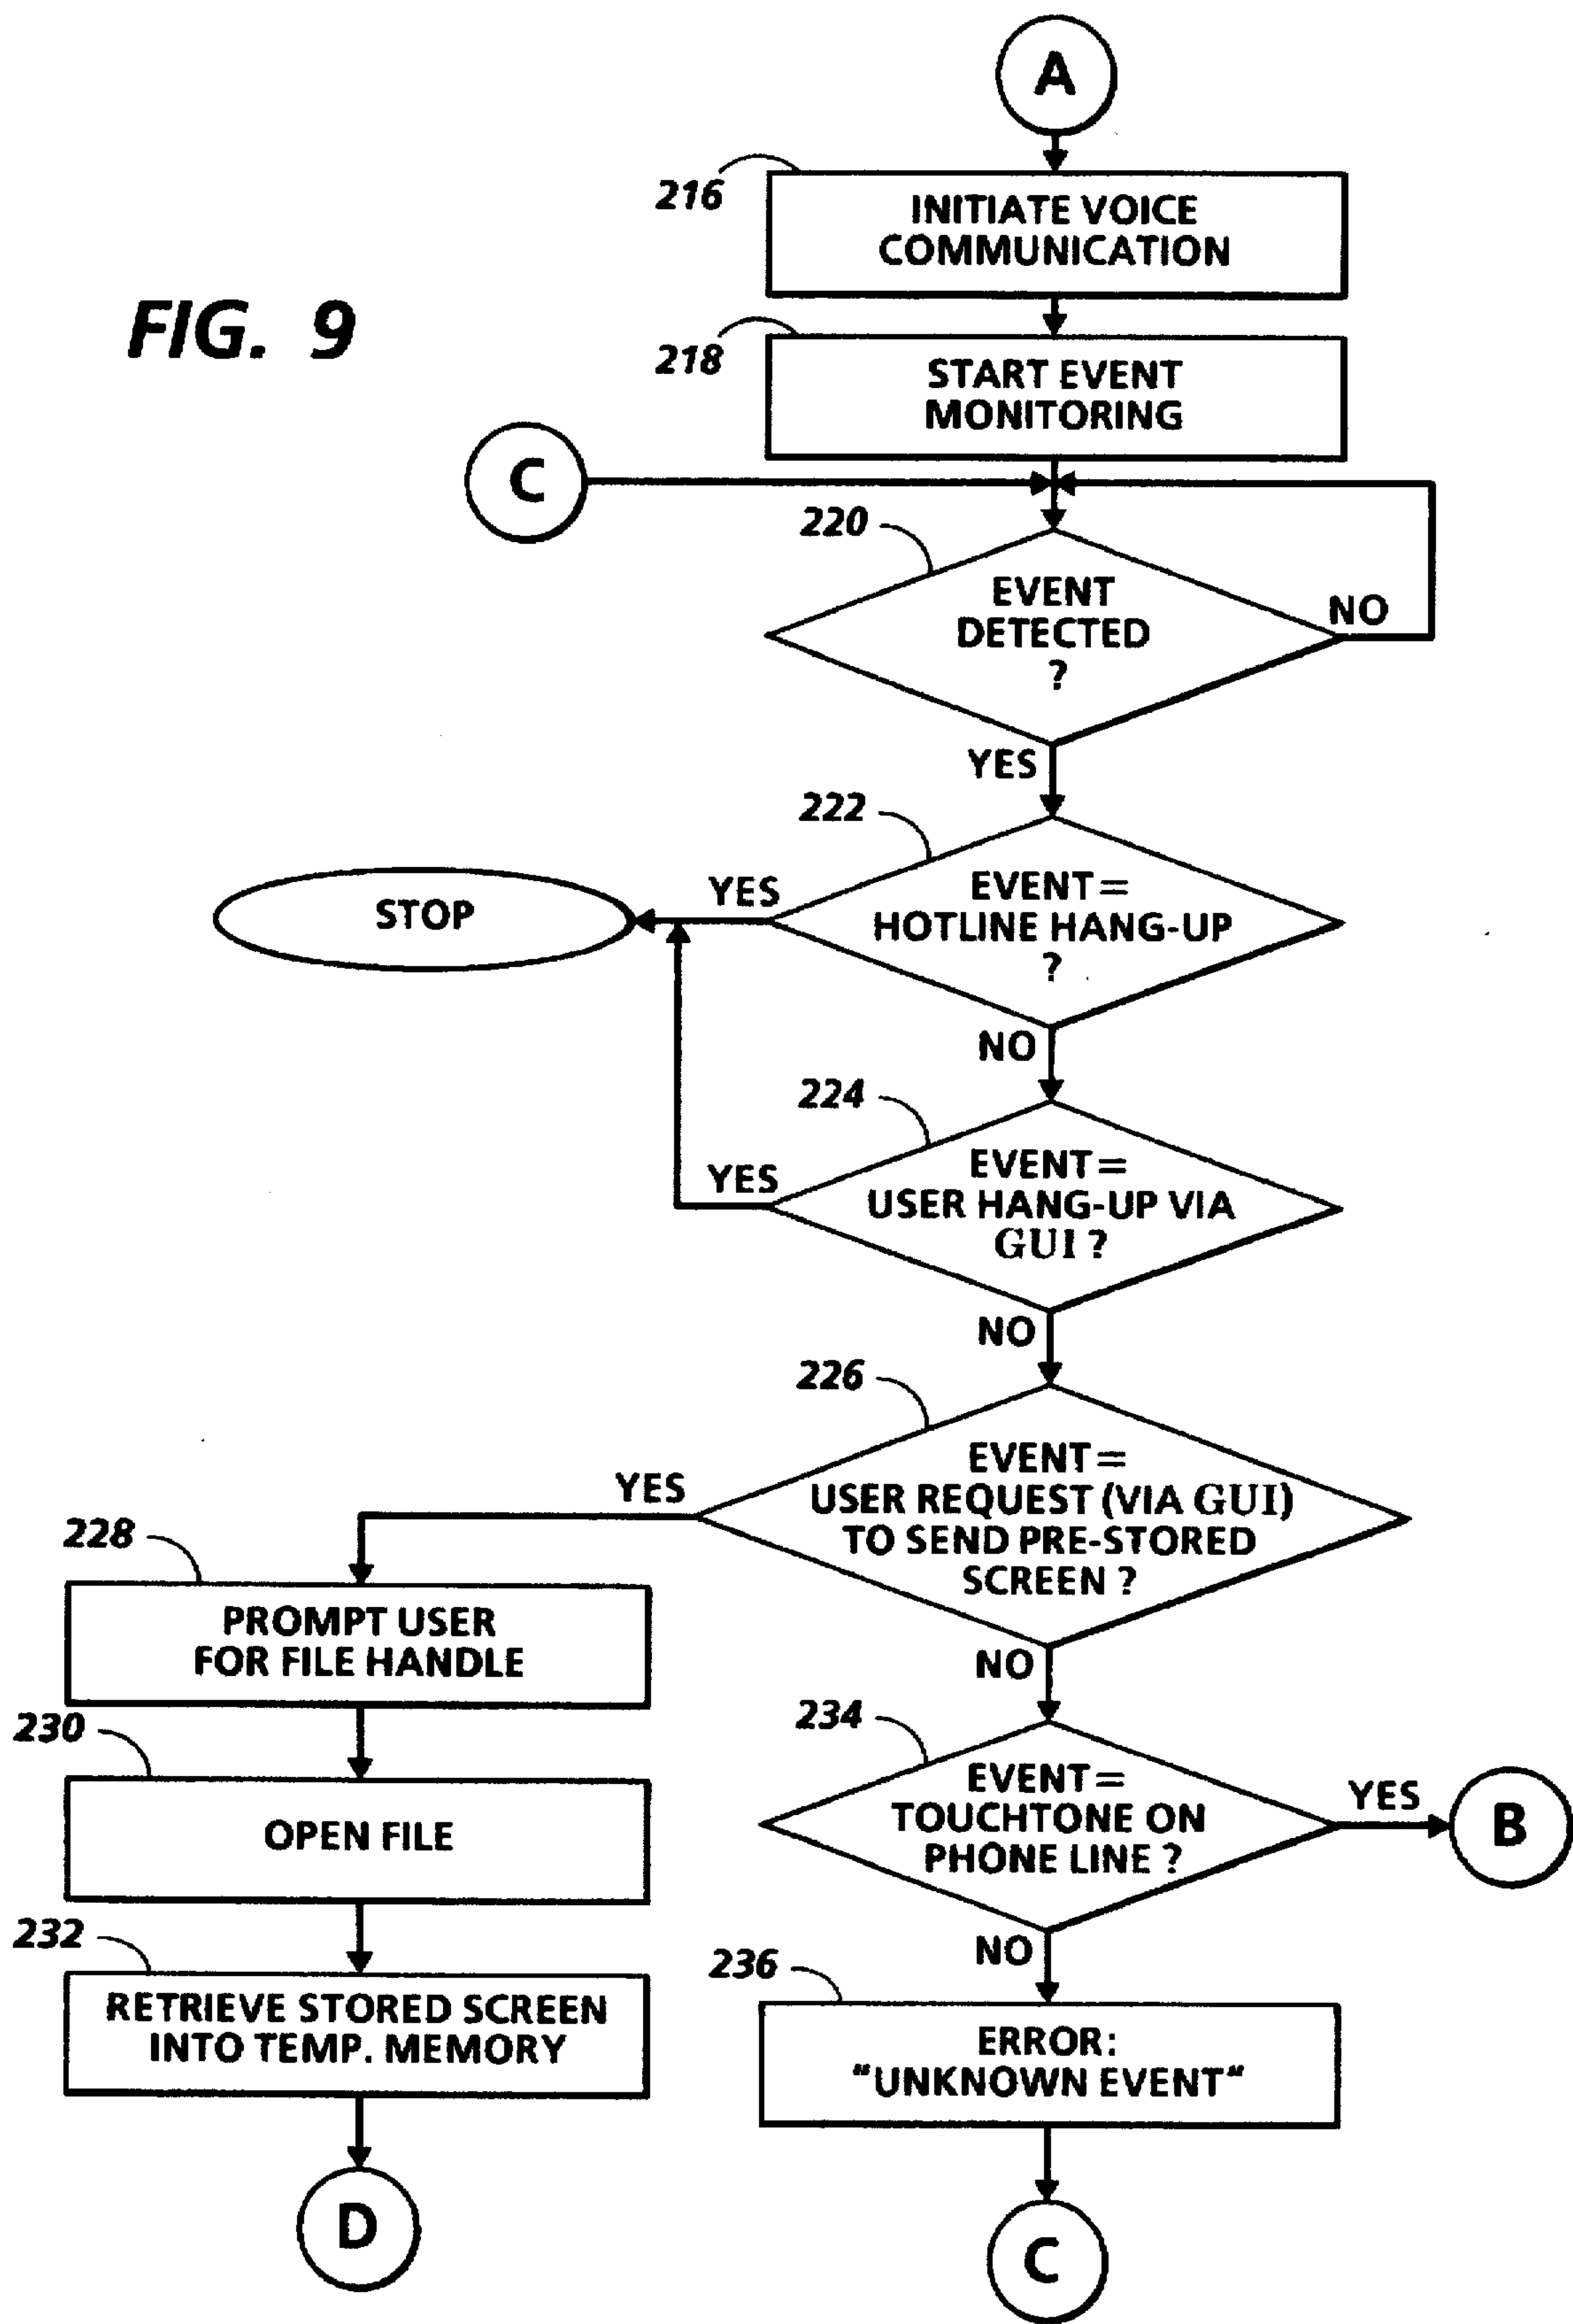 A
216
INITIATE VOICE
COMMUNICATION
FIG. 9
218
START EVENT
MONITORING
C
220
EVENT
DETECTED
?
NO
YES
222
EVENT=
HOTLINE HANG-UP
?
YES
STOP
NO
224
EVENT=
USER HANG-UP VIA
GUI ?
YES
NO
226
EVENT=
USER REQUEST (VIA GUI)
TO SEND PRE-STORED
SCREEN ?
YES
228
PROMPT USER
FOR FILE HANDLE
230
OPEN FILE
232
RETRIEVE STORED SCREEN
INTO TEMP. MEMORY
D
NO
234
EVENT=
TOUCHTONE ON
PHONE LINE ?
YES
B
NO
236
ERROR:
"UNKNOWN EVENT"
C